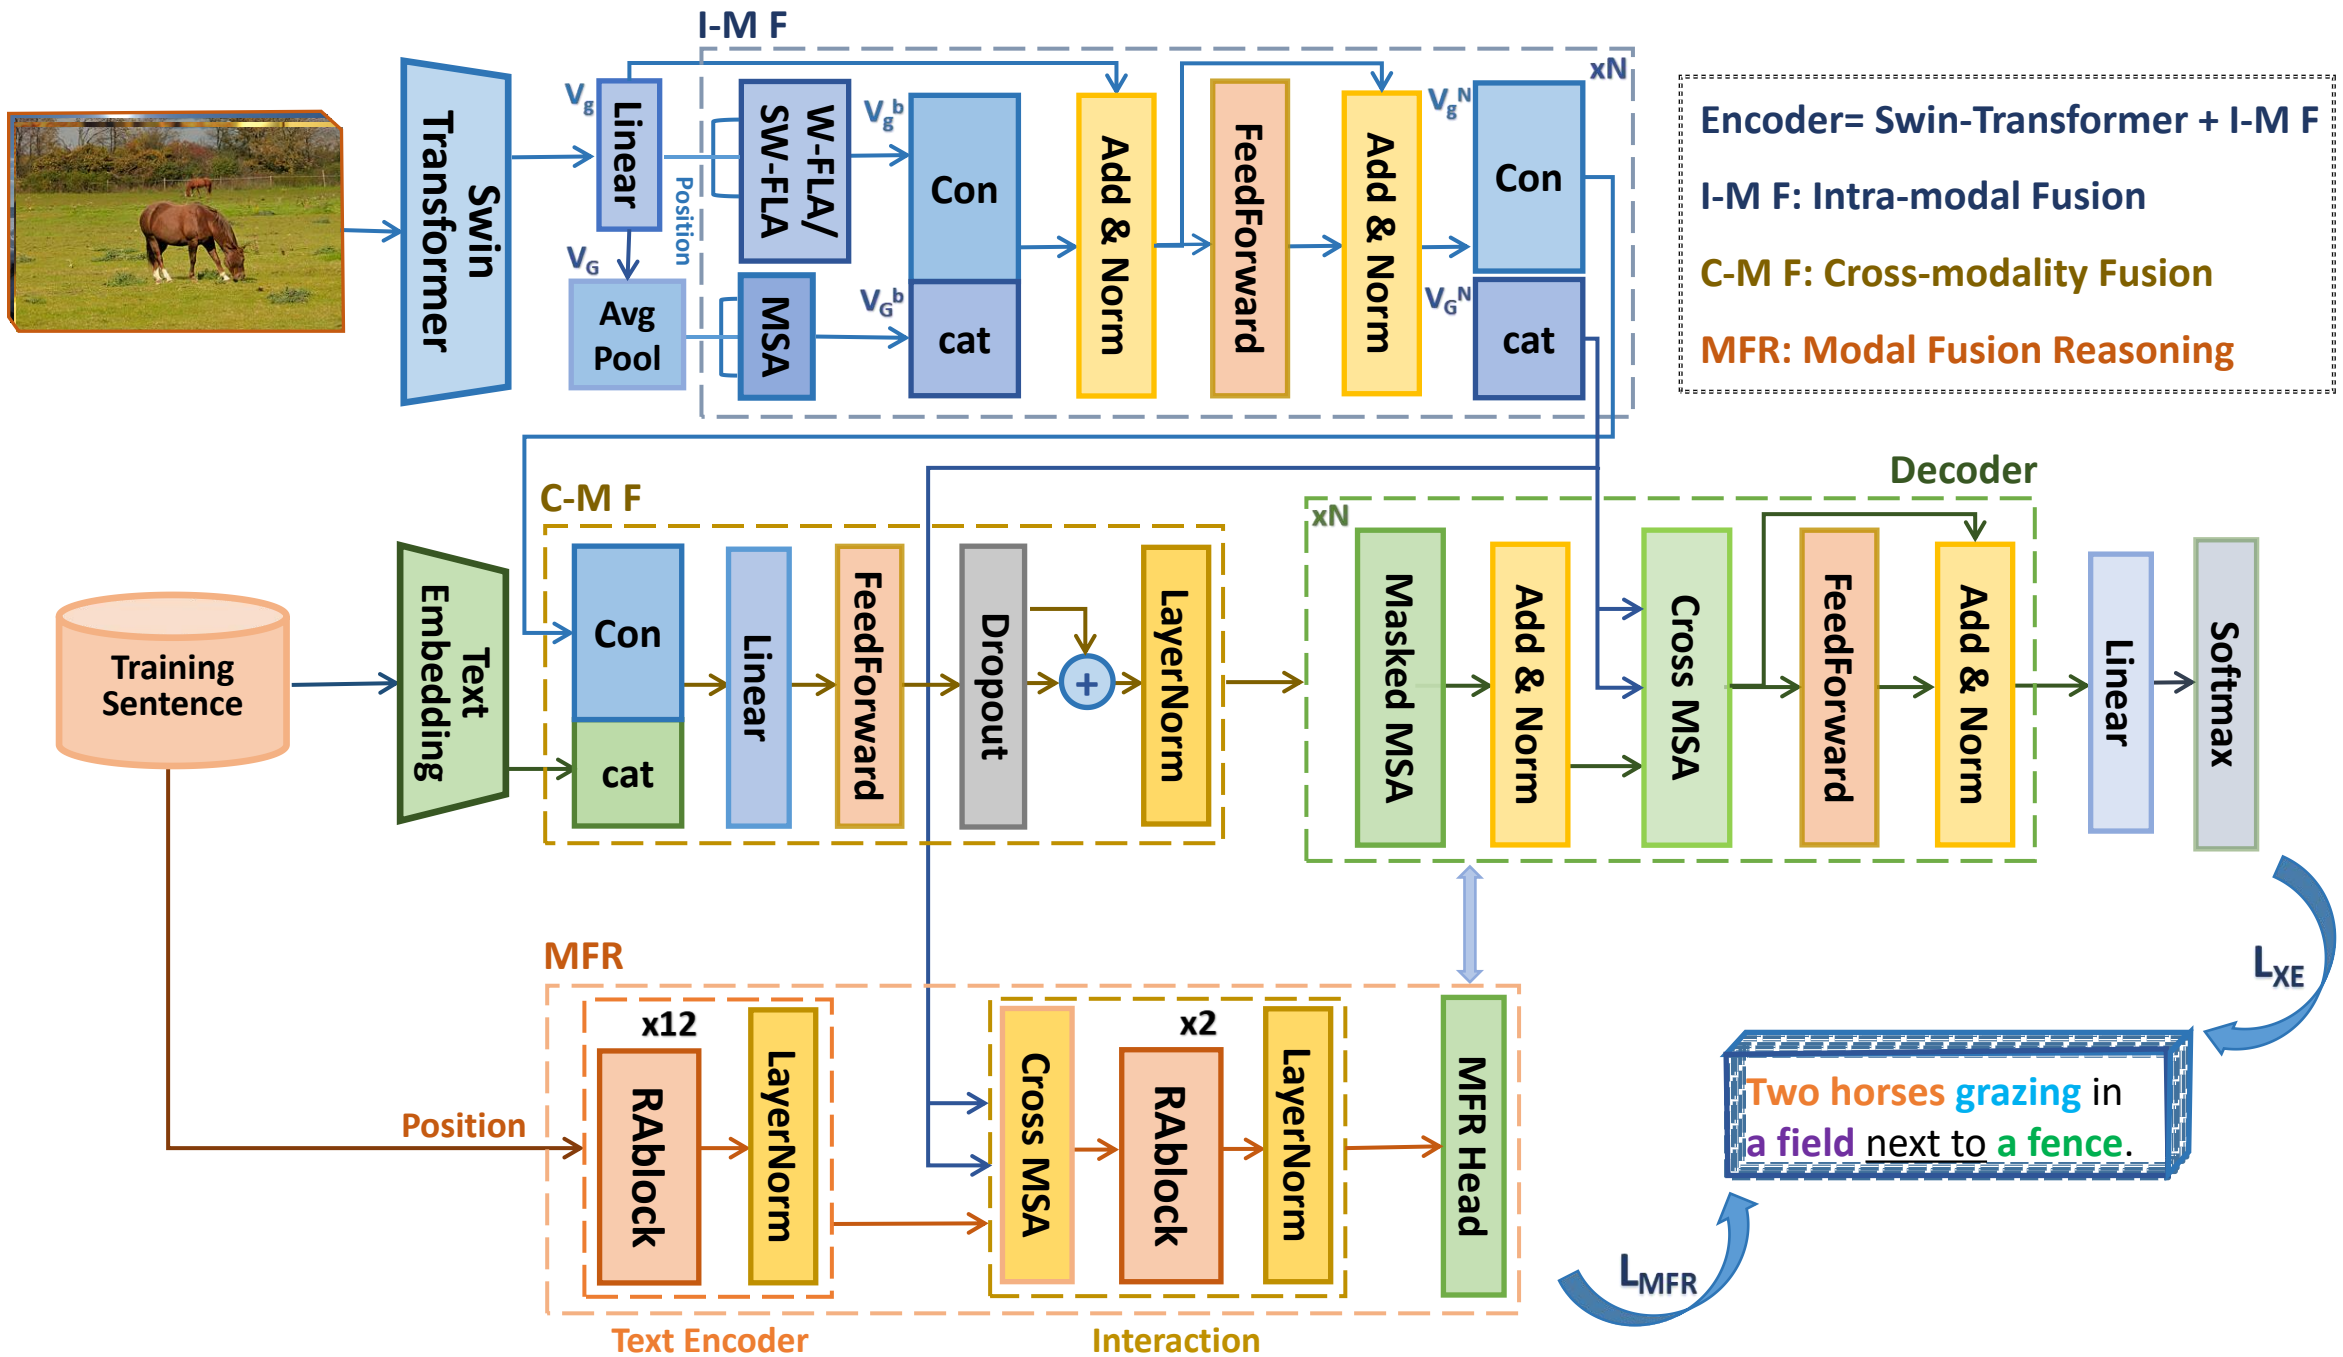 I-M F
xN
Swin
Transformer
Vg
Linear
VG
Avg
Pool
Position
W-FLA/
SW-FLA
MSA
Vg^b
VG^b
Con
cat
Add & Norm
FeedForward
Add & Norm
Vg^N
VG^N
Con
cat
Encoder= Swin-Transformer + I-M F
I-M F: Intra-modal Fusion
C-M F: Cross-modality Fusion
MFR: Modal Fusion Reasoning
Training
Sentence
Text
Embedding
C-M F
Con
cat
Linear
FeedForward
Dropout
+
LayerNorm
Decoder
xN
Masked MSA
Add & Norm
Cross MSA
FeedForward
Add & Norm
Linear
Softmax
LXE
MFR
Position
x12
RAblock
LayerNorm
Text Encoder
Cross MSA
x2
RAblock
LayerNorm
Interaction
MFR Head
LMFR
Two horses grazing in
a field next to a fence.